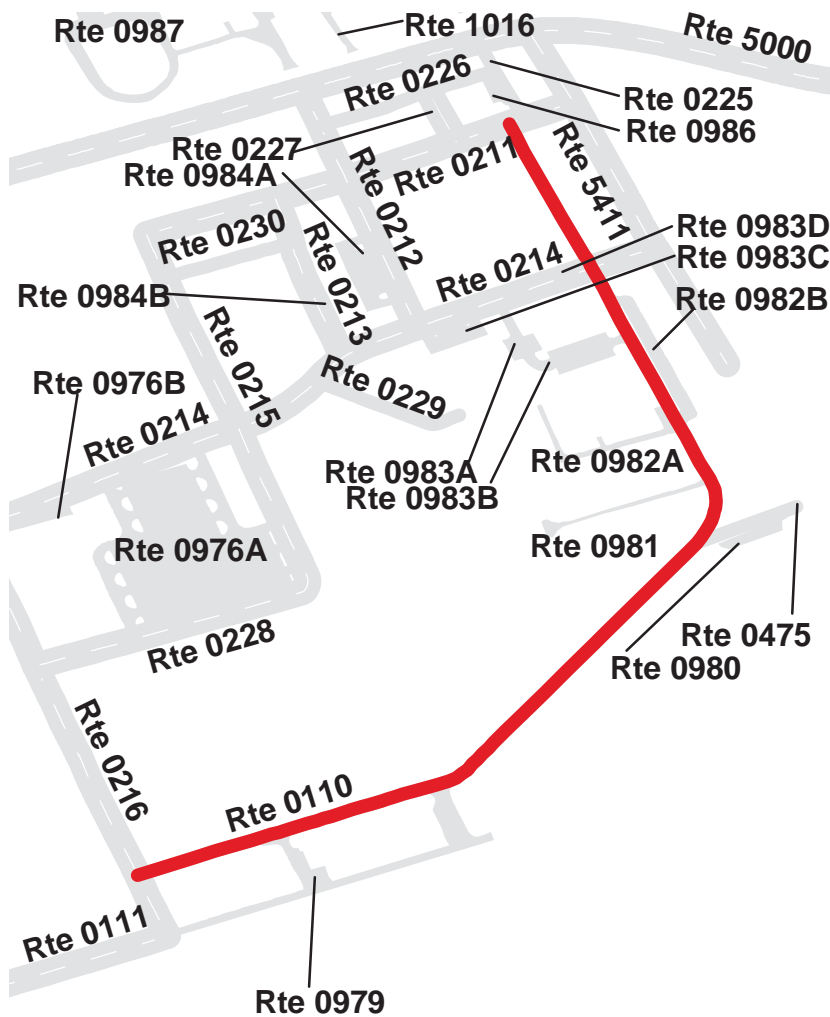 Rte 0987
Rte 1016
Rte 5000
Rte 0226
Rte 0225
Rte 0986
Rte 0227
Rte 0984A
Rte 0211
Rte 5411
Rte 0212
Rte 0230
Rte 0983D
Rte 0983C
Rte 0214
Rte 0213
Rte 0984B
Rte 0982B
Rte 0215
Rte 0976B
Rte 0229
Rte 0214
Rte 0983A
Rte 0982A
Rte 0983B
Rte 0976A
Rte 0981
Rte 0228
Rte 0475
Rte 0980
Rte 0216
Rte 0110
Rte 0111
Rte 0979